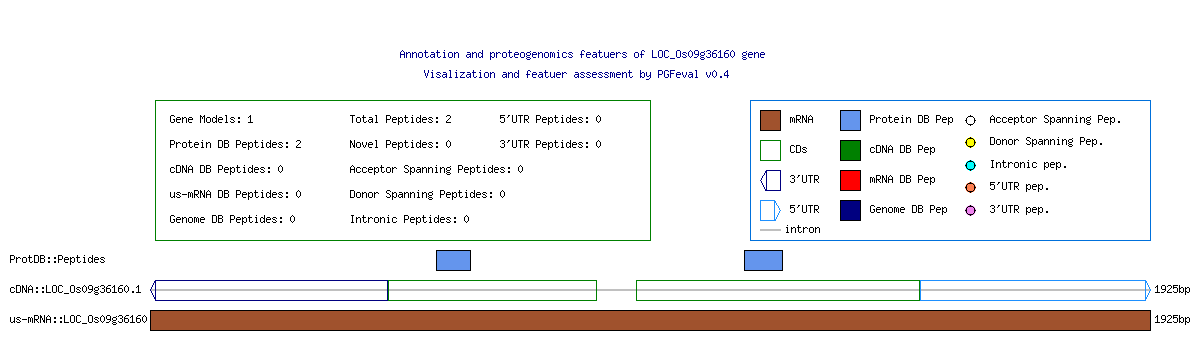 Annotation and proteogenomics featuers of LOC_Os09g36160 gene
Visalization and featuer assessment by PGFeval v0.4
Gene Models: 1 Total Peptides: 2 5'UTR Peptides: 0
Protein DB Peptides: 2 Novel Peptides: 0 3'UTR Peptides: 0
cDNA DB Peptides: 0 Acceptor Spanning Peptides: 0
us-mRNA DB Peptides: 0 Donor Spanning Peptides: 0
Genome DB Peptides: 0 Intronic Peptides: 0
mRNA Protein DB Pep Acceptor Spanning Pep.
CDs cDNA DB Pep Donor Spanning Pep.
3'UTR mRNA DB Pep Intronic pep.
5'UTR Genome DB Pep 5'UTR pep.
intron 3'UTR pep.
ProtDB::Peptides
cDNA::LOC_Os09g36160.1 1925bp
us-mRNA::LOC_Os09g36160 1925bp